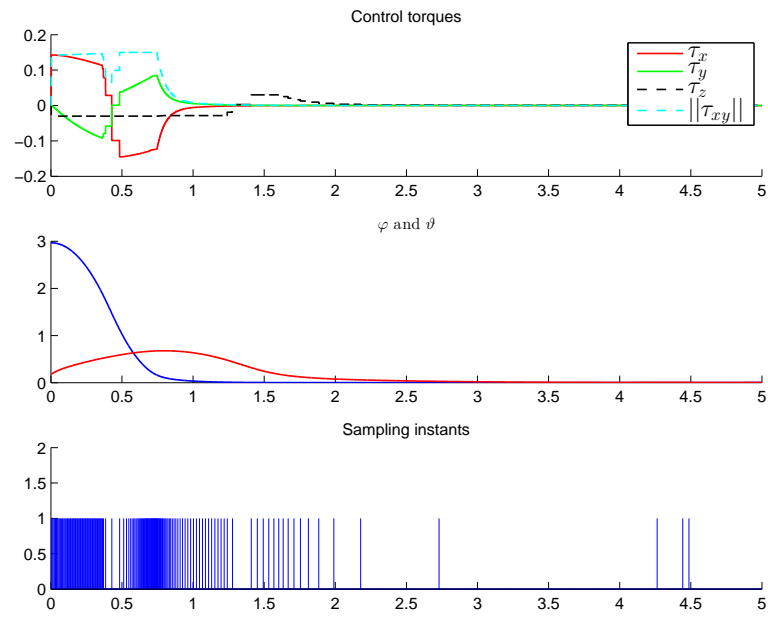 Control torques
0.2
0.1
0
−0.1
−0.2
0 0.5 1 1.5 2 2.5 3 3.5 4 4.5 5
τx
τy
τz
||τxy||
φ and ϑ
3
2
1
0
0 0.5 1 1.5 2 2.5 3 3.5 4 4.5 5
Sampling instants
2
1.5
1
0.5
0
0 0.5 1 1.5 2 2.5 3 3.5 4 4.5 5